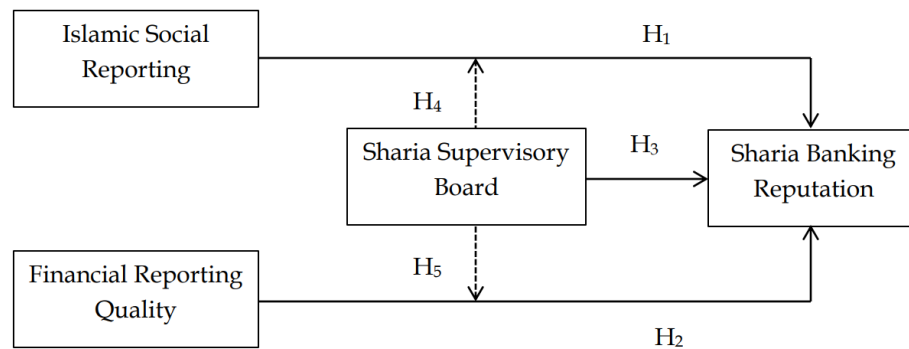 Islamic Social
Reporting
H₁
H₄
Sharia Supervisory
Board
H₃
Sharia Banking
Reputation
H₅
Financial Reporting
Quality
H₂